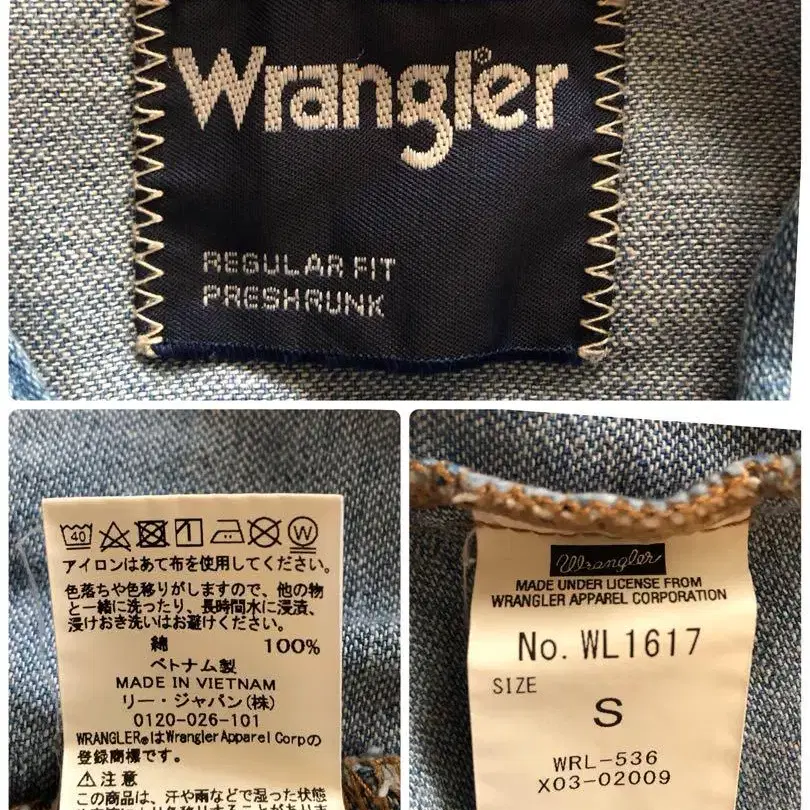 Wrangler®
REGULAR FIT
PRESHRUNK
40 W
アイロンはあて布を使用してください。
色落ちや色移りがしますので、他の物
と一緒に洗ったり、長時間水に浸漬、
浸けおき洗いはお避けください。
綿 100%
ベトナム製
MADE IN VIETNAM
リー・ジャパン(株)
0120-026-101
WRANGLER®はWrangler Apparel Corpの
登録商標です。
⚠注意
この商品は、汗や雨などで湿った状態
Wrangler
MADE UNDER LICENSE FROM
WRANGLER APPAREL CORPORATION
No. WL1617
SIZE
S
WRL-536
X03-02009